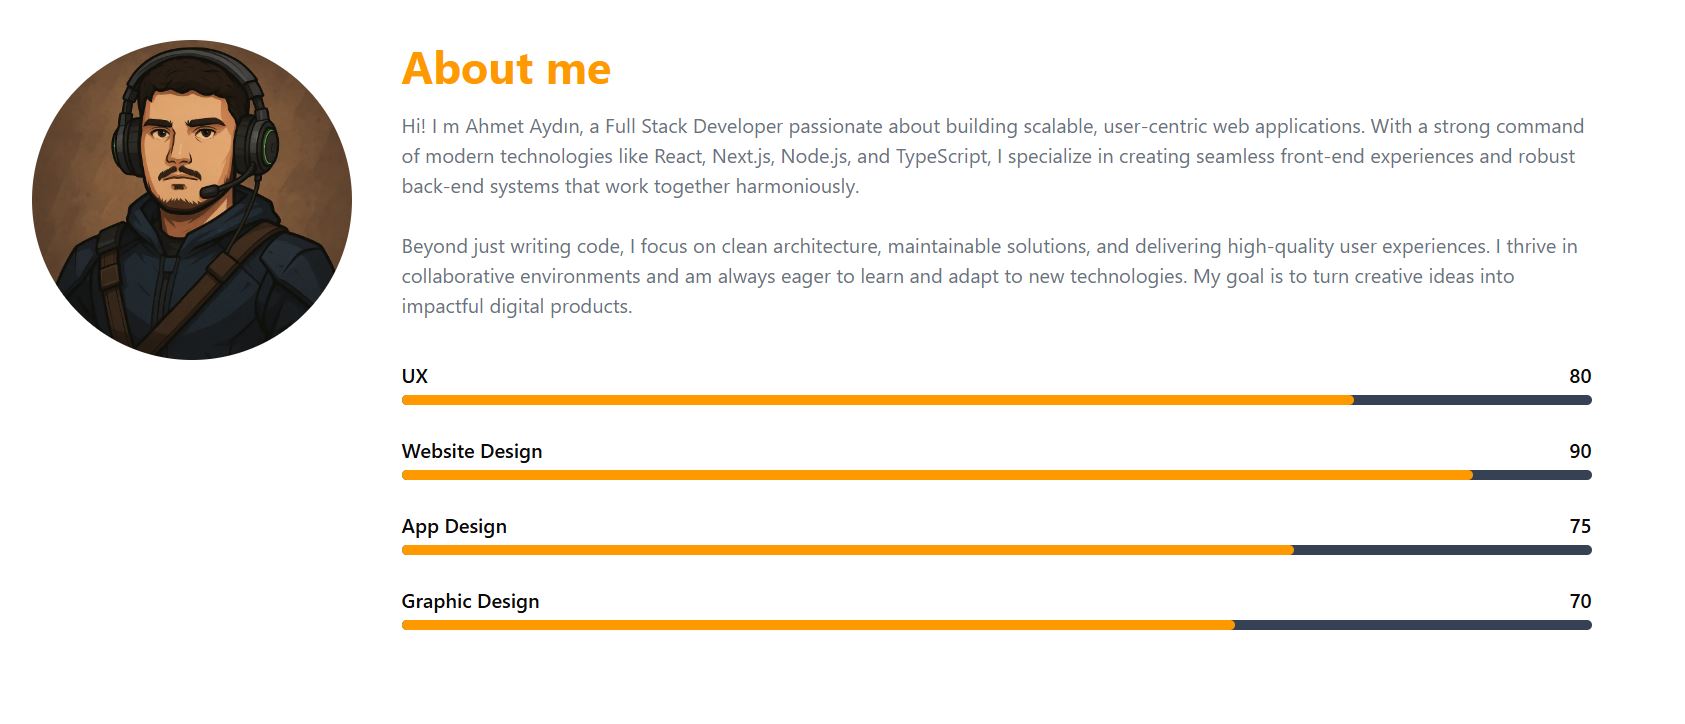 About me
Hi! I m Ahmet Aydın, a Full Stack Developer passionate about building scalable, user-centric web applications. With a strong command
of modern technologies like React, Next.js, Node.js, and TypeScript, I specialize in creating seamless front-end experiences and robust
back-end systems that work together harmoniously.
Beyond just writing code, I focus on clean architecture, maintainable solutions, and delivering high-quality user experiences. I thrive in
collaborative environments and am always eager to learn and adapt to new technologies. My goal is to turn creative ideas into
impactful digital products.
UX 80
Website Design 90
App Design 75
Graphic Design 70